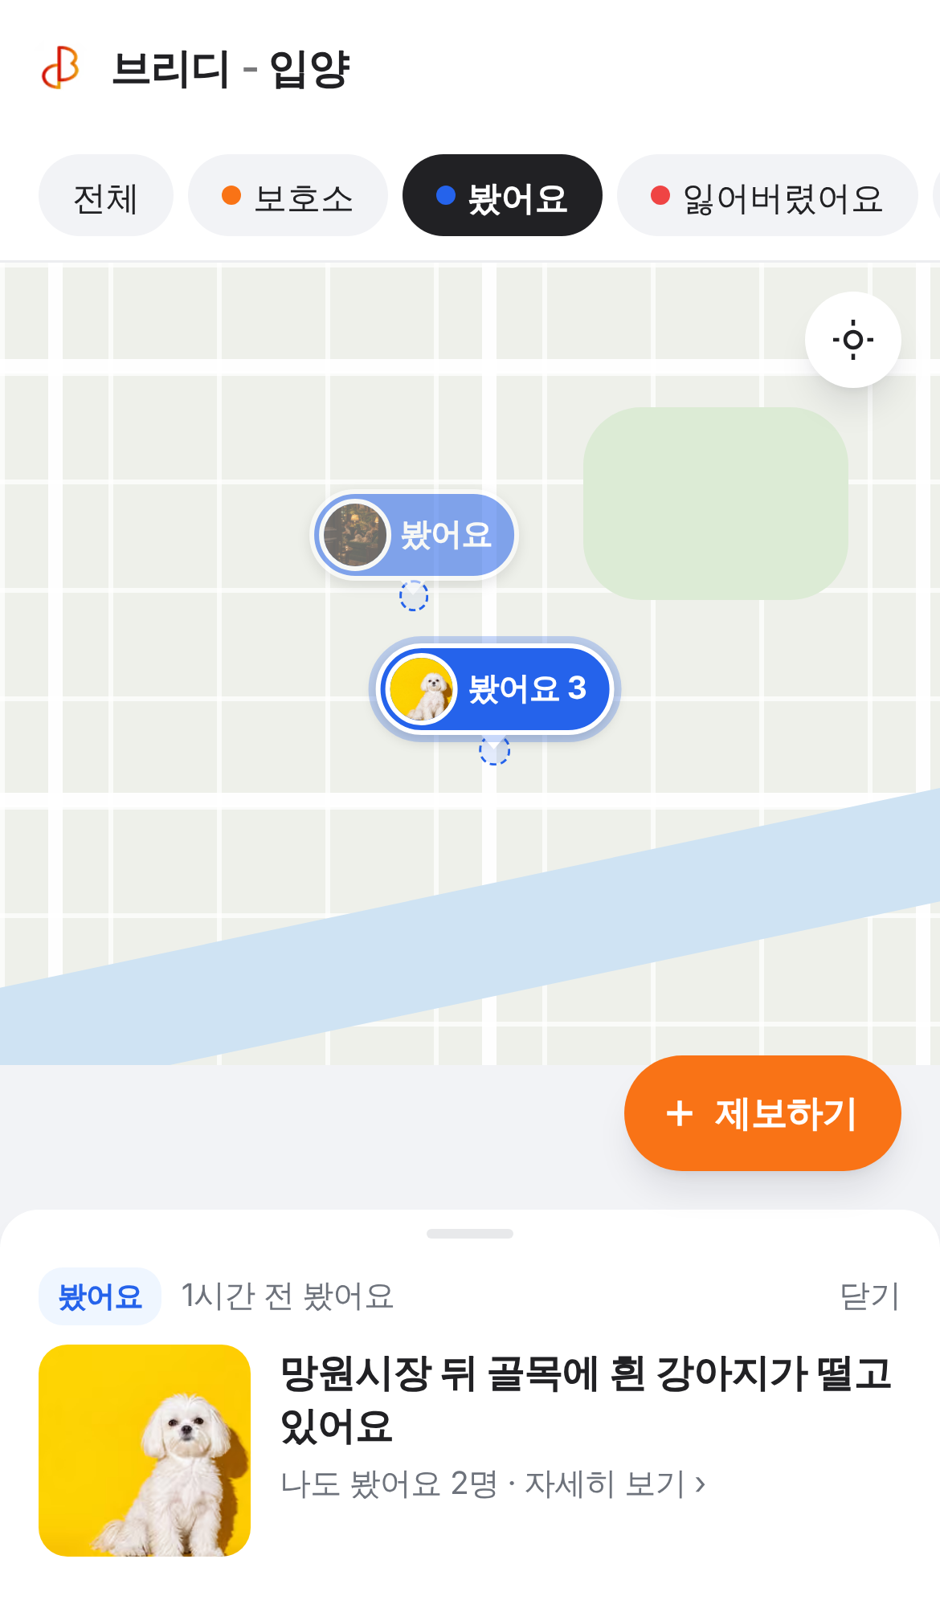 브리디 - 입양
전체
보호소
봤어요
잃어버렸어요
봤어요
봤어요 3
+ 제보하기
봤어요
1시간 전 봤어요
닫기
망원시장 뒤 골목에 흰 강아지가 떨고
있어요
나도 봤어요 2명 · 자세히 보기 ›